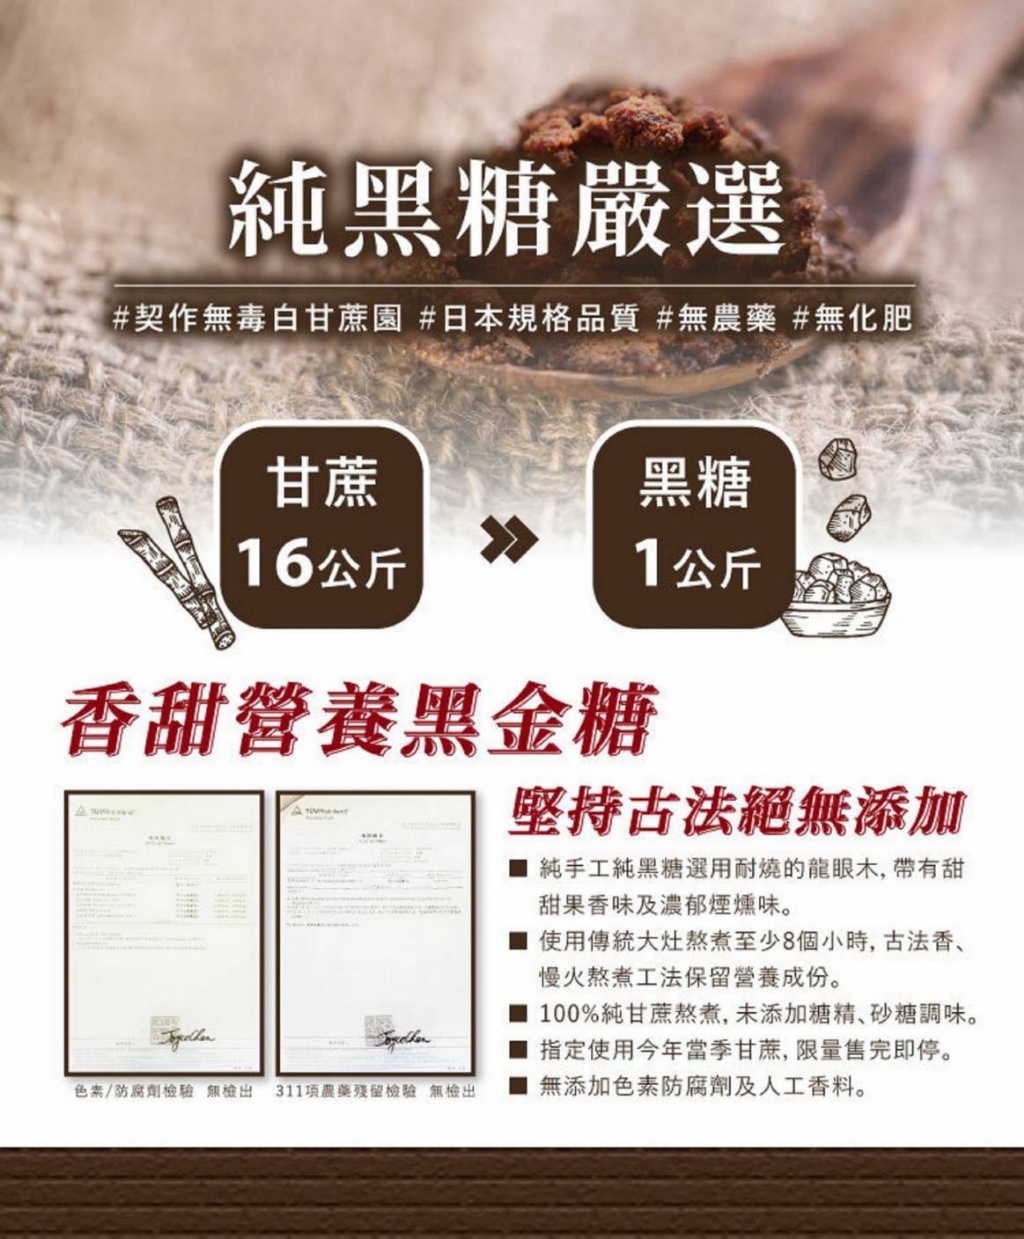 純黑糖嚴選
#契作無毒白甘蔗園 #日本規格品質 #無農藥 #無化肥
甘蔗
16公斤
黑糖
1公斤
香甜營養黑金糖
堅持古法絕無添加
■ 純手工純黑糖選用耐燒的龍眼木, 帶有甜
甜果香味及濃郁煙燻味。
■ 使用傳統大灶熬煮至少8個小時, 古法香、
慢火熬煮工法保留營養成份。
■ 100%純甘蔗熬煮, 未添加糖精、砂糖調味。
■ 指定使用今年當季甘蔗, 限量售完即停。
■ 無添加色素防腐劑及人工香料。
色素/防腐劑檢驗 無檢出
311項農藥殘留檢驗 無檢出